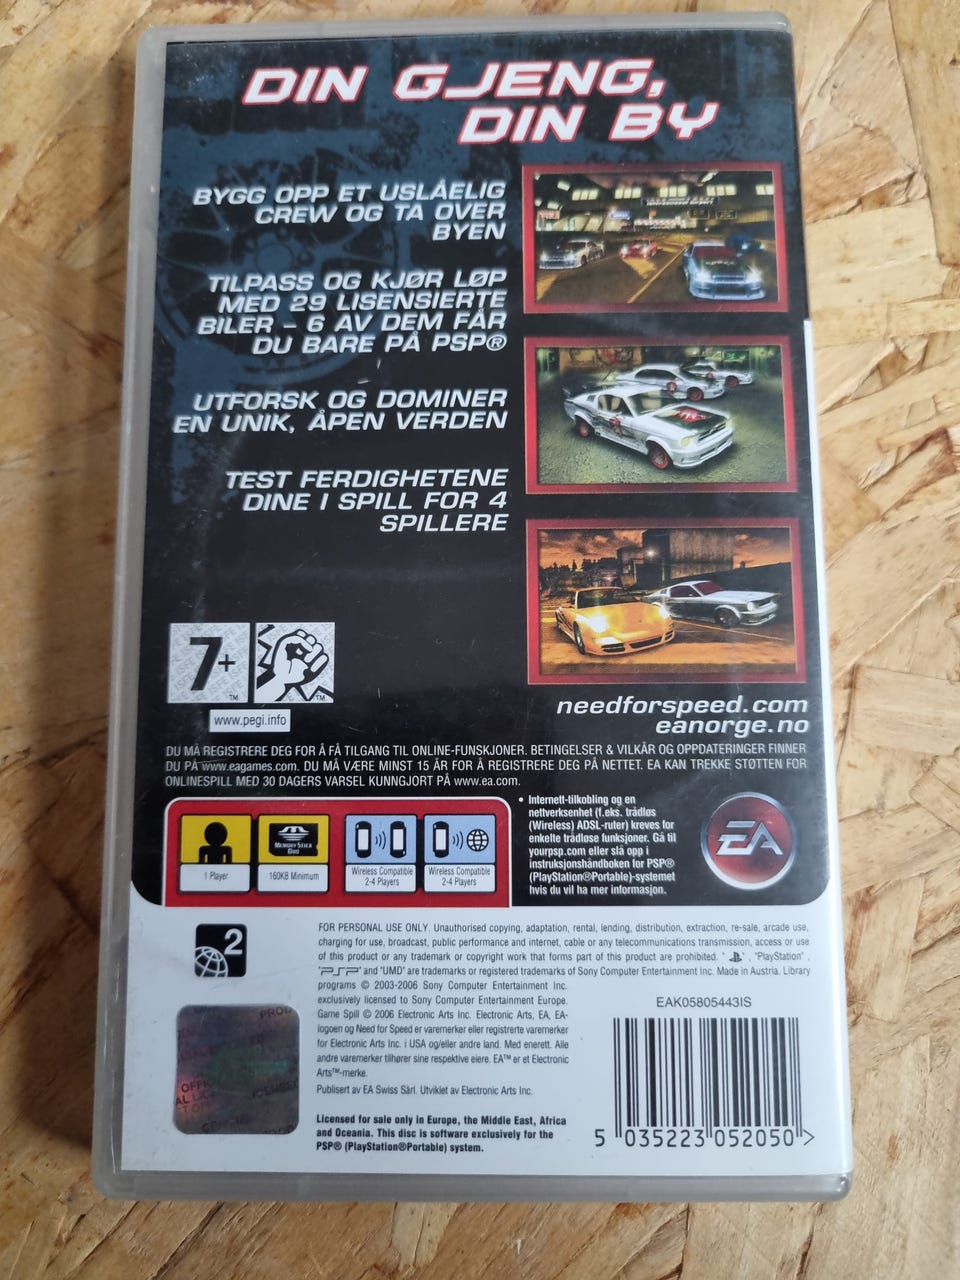 DIN GJENG,
DIN BY
BYGG OPP ET USLÅELIG
CREW OG TA OVER
BYEN
TILPASS OG KJØR LØP
MED 29 LISENSIERTE
BILER – 6 AV DEM FÅR
DU BARE PÅ PSP®
UTFORSK OG DOMINER
EN UNIK, ÅPEN VERDEN
TEST FERDIGHETENE
DINE I SPILL FOR 4
SPILLERE
7+
TM
TM
www.pegi.info
needforspeed.com
eanorge.no
DU MÅ REGISTRERE DEG FOR Å FÅ TILGANG TIL ONLINE-FUNKSJONER. BETINGELSER & VILKÅR OG OPPDATERINGER FINNER
DU PÅ www.eagames.com. DU MÅ VÆRE MINST 15 ÅR FOR Å REGISTRERE DEG PÅ NETTET. EA KAN TREKKE STØTTEN FOR
ONLINESPILL MED 30 DAGERS VARSEL KUNNGJORT PÅ www.ea.com.
1 Player
MEMORY STICK
DUO
160KB Minimum
Wireless Compatible
2-4 Players
Wireless Compatible
2-4 Players
• Internett-tilkobling og en
nettverksenhet (f.eks. trådløs
(Wireless) ADSL-ruter) kreves for
enkelte trådløse funksjoner. Gå til
yourpsp.com eller slå opp i
instruksjonshåndboken for PSP®
(PlayStation®Portable)-systemet
hvis du vil ha mer informasjon.
EA
2
FOR PERSONAL USE ONLY. Unauthorised copying, adaptation, rental, lending, distribution, extraction, re-sale, arcade use,
charging for use, broadcast, public performance and internet, cable or any telecommunications transmission, access or use
of this product or any trademark or copyright work that forms part of this product are prohibited. " ", "PlayStation",
"PSP" and "UMD" are trademarks or registered trademarks of Sony Computer Entertainment Inc. Made in Austria. Library
programs © 2003-2006 Sony Computer Entertainment Inc.
exclusively licensed to Sony Computer Entertainment Europe.
Game Spill © 2006 Electronic Arts Inc. Electronic Arts, EA, EA-
logoen og Need for Speed er varemerker eller registrerte varemerker
for Electronic Arts Inc. i USA og/eller andre land. Med enerett. Alle
andre varemerker tilhører sine respektive eiere. EA™ er et Electronic
Arts™-merke.
Publisert av EA Swiss Sàrl. Utviklet av Electronic Arts Inc.
Licensed for sale only in Europe, the Middle East, Africa
and Oceania. This disc is software exclusively for the
PSP® (PlayStation®Portable) system.
EAK05805443IS
5 035223 052050 >